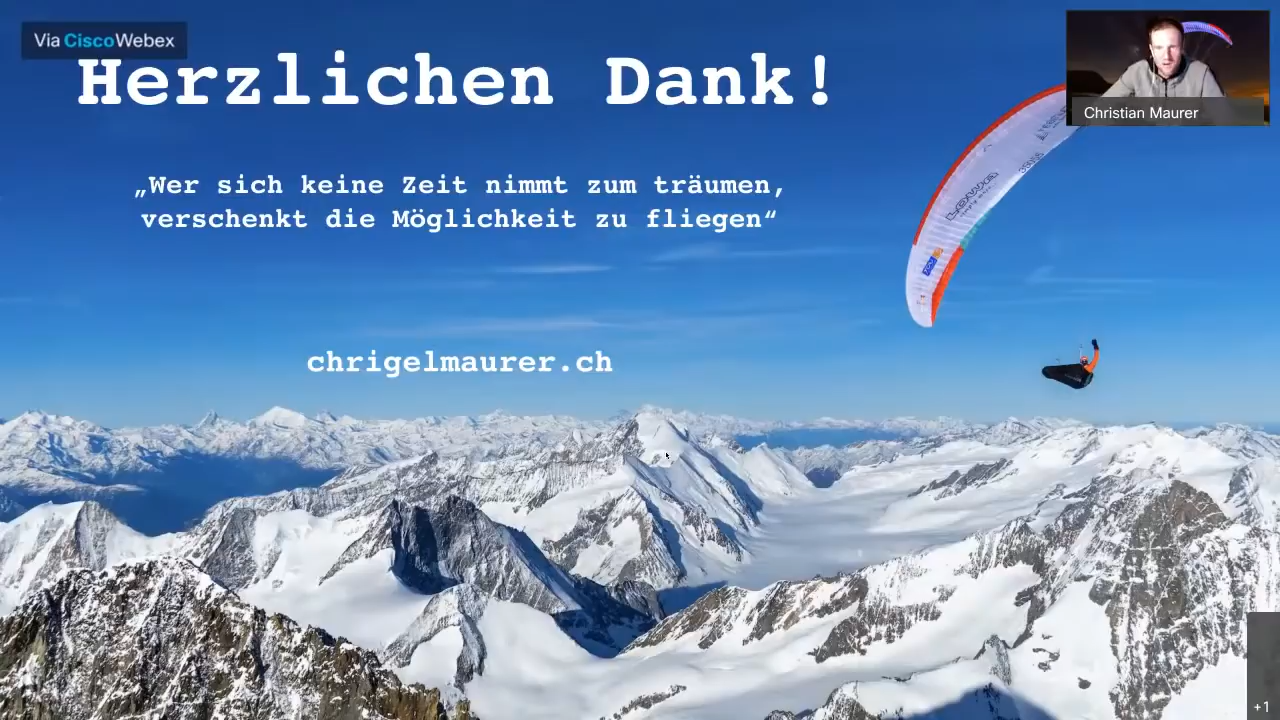 Via CiscoWebex
Herzlichen Dank!
„Wer sich keine Zeit nimmt zum träumen,
verschenkt die Möglichkeit zu fliegen“
chrigelmaurer.ch
Christian Maurer
+1